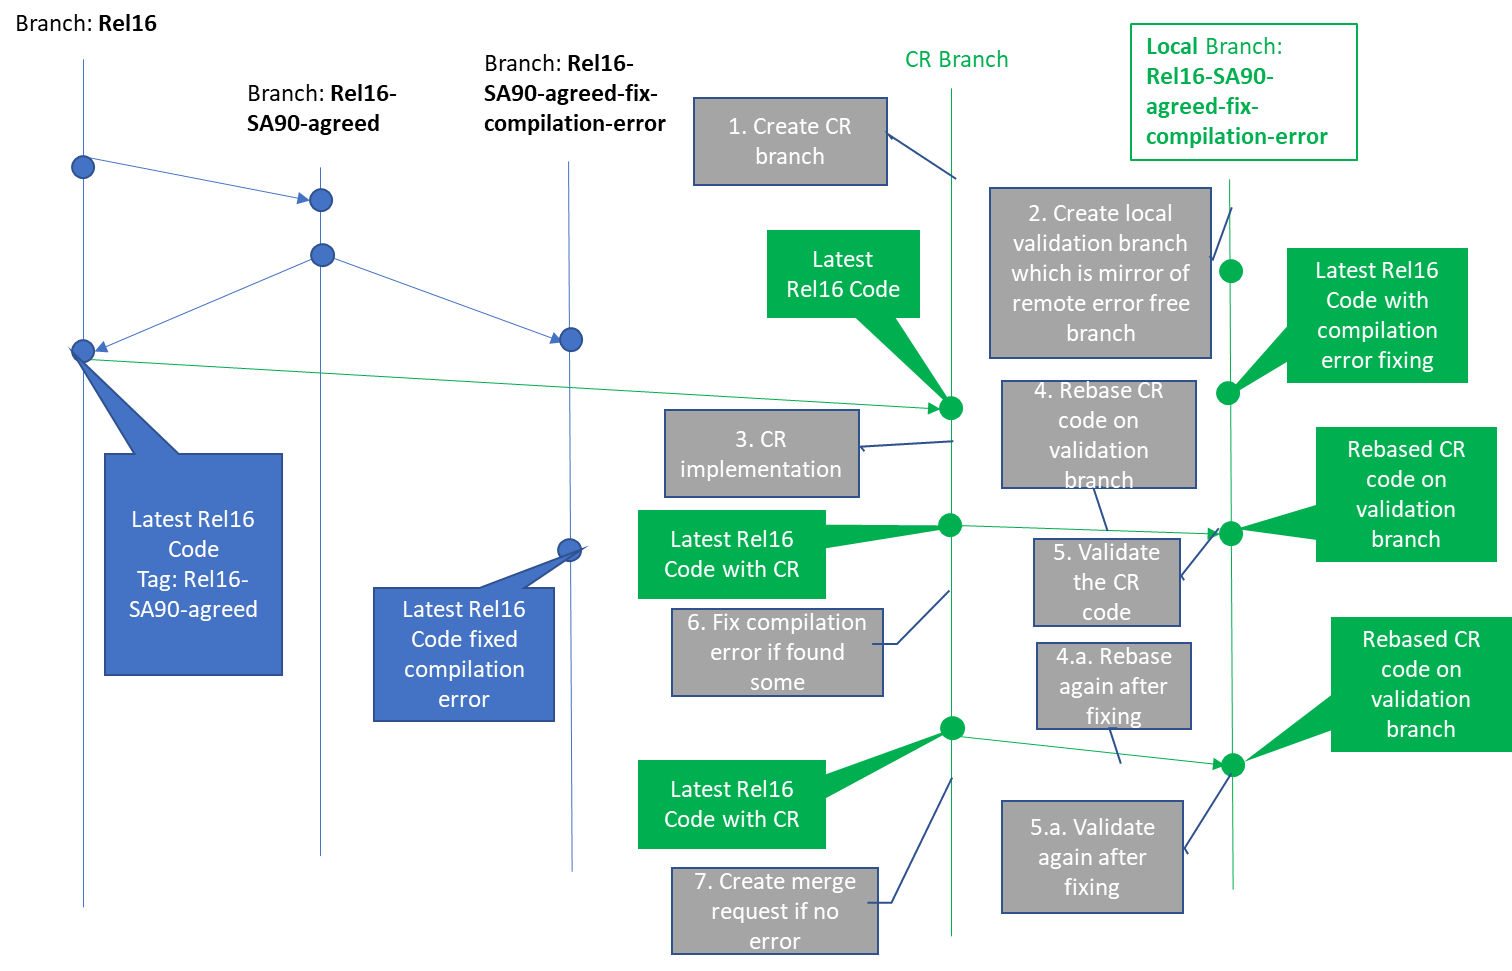 Branch: Rel16
Branch: Rel16-
SA90-agreed
Branch: Rel16-
SA90-agreed-fix-
compilation-error
CR Branch
Local Branch:
Rel16-SA90-
agreed-fix-
compilation-error
1. Create CR
branch
2. Create local
validation branch
which is mirror of
remote error free
branch
Latest
Rel16 Code
Latest Rel16
Code with
compilation
error fixing
3. CR
implementation
4. Rebase CR
code on
validation
branch
Rebased CR
code on
validation
branch
Latest Rel16
Code
Tag: Rel16-
SA90-agreed
Latest Rel16
Code with CR
5. Validate
the CR
code
Latest Rel16
Code fixed
compilation
error
6. Fix compilation
error if found
some
4.a. Rebase
again after
fixing
Rebased CR
code on
validation
branch
Latest Rel16
Code with CR
5.a. Validate
again after
fixing
7. Create merge
request if no
error